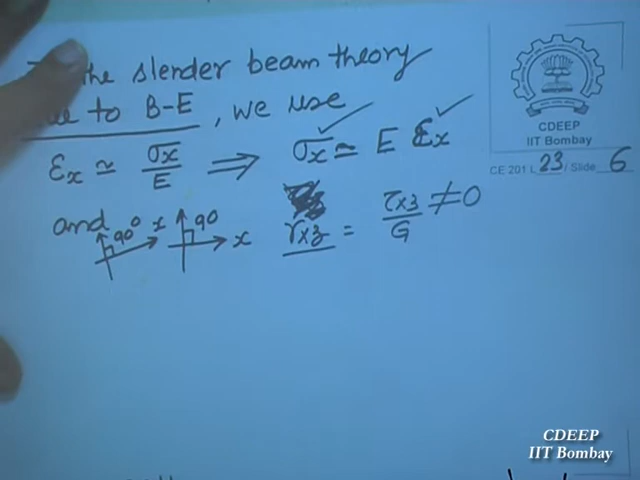 the slender beam theory
to B-E, we use
εx ≃ σx/E ⟹ σx ≃ E εx
and 90° x 90 x γxz = τxz/G ≠ 0
CDEEP
IIT Bombay
CE 201 L 23 / Slide 6
CDEEP
IIT Bombay